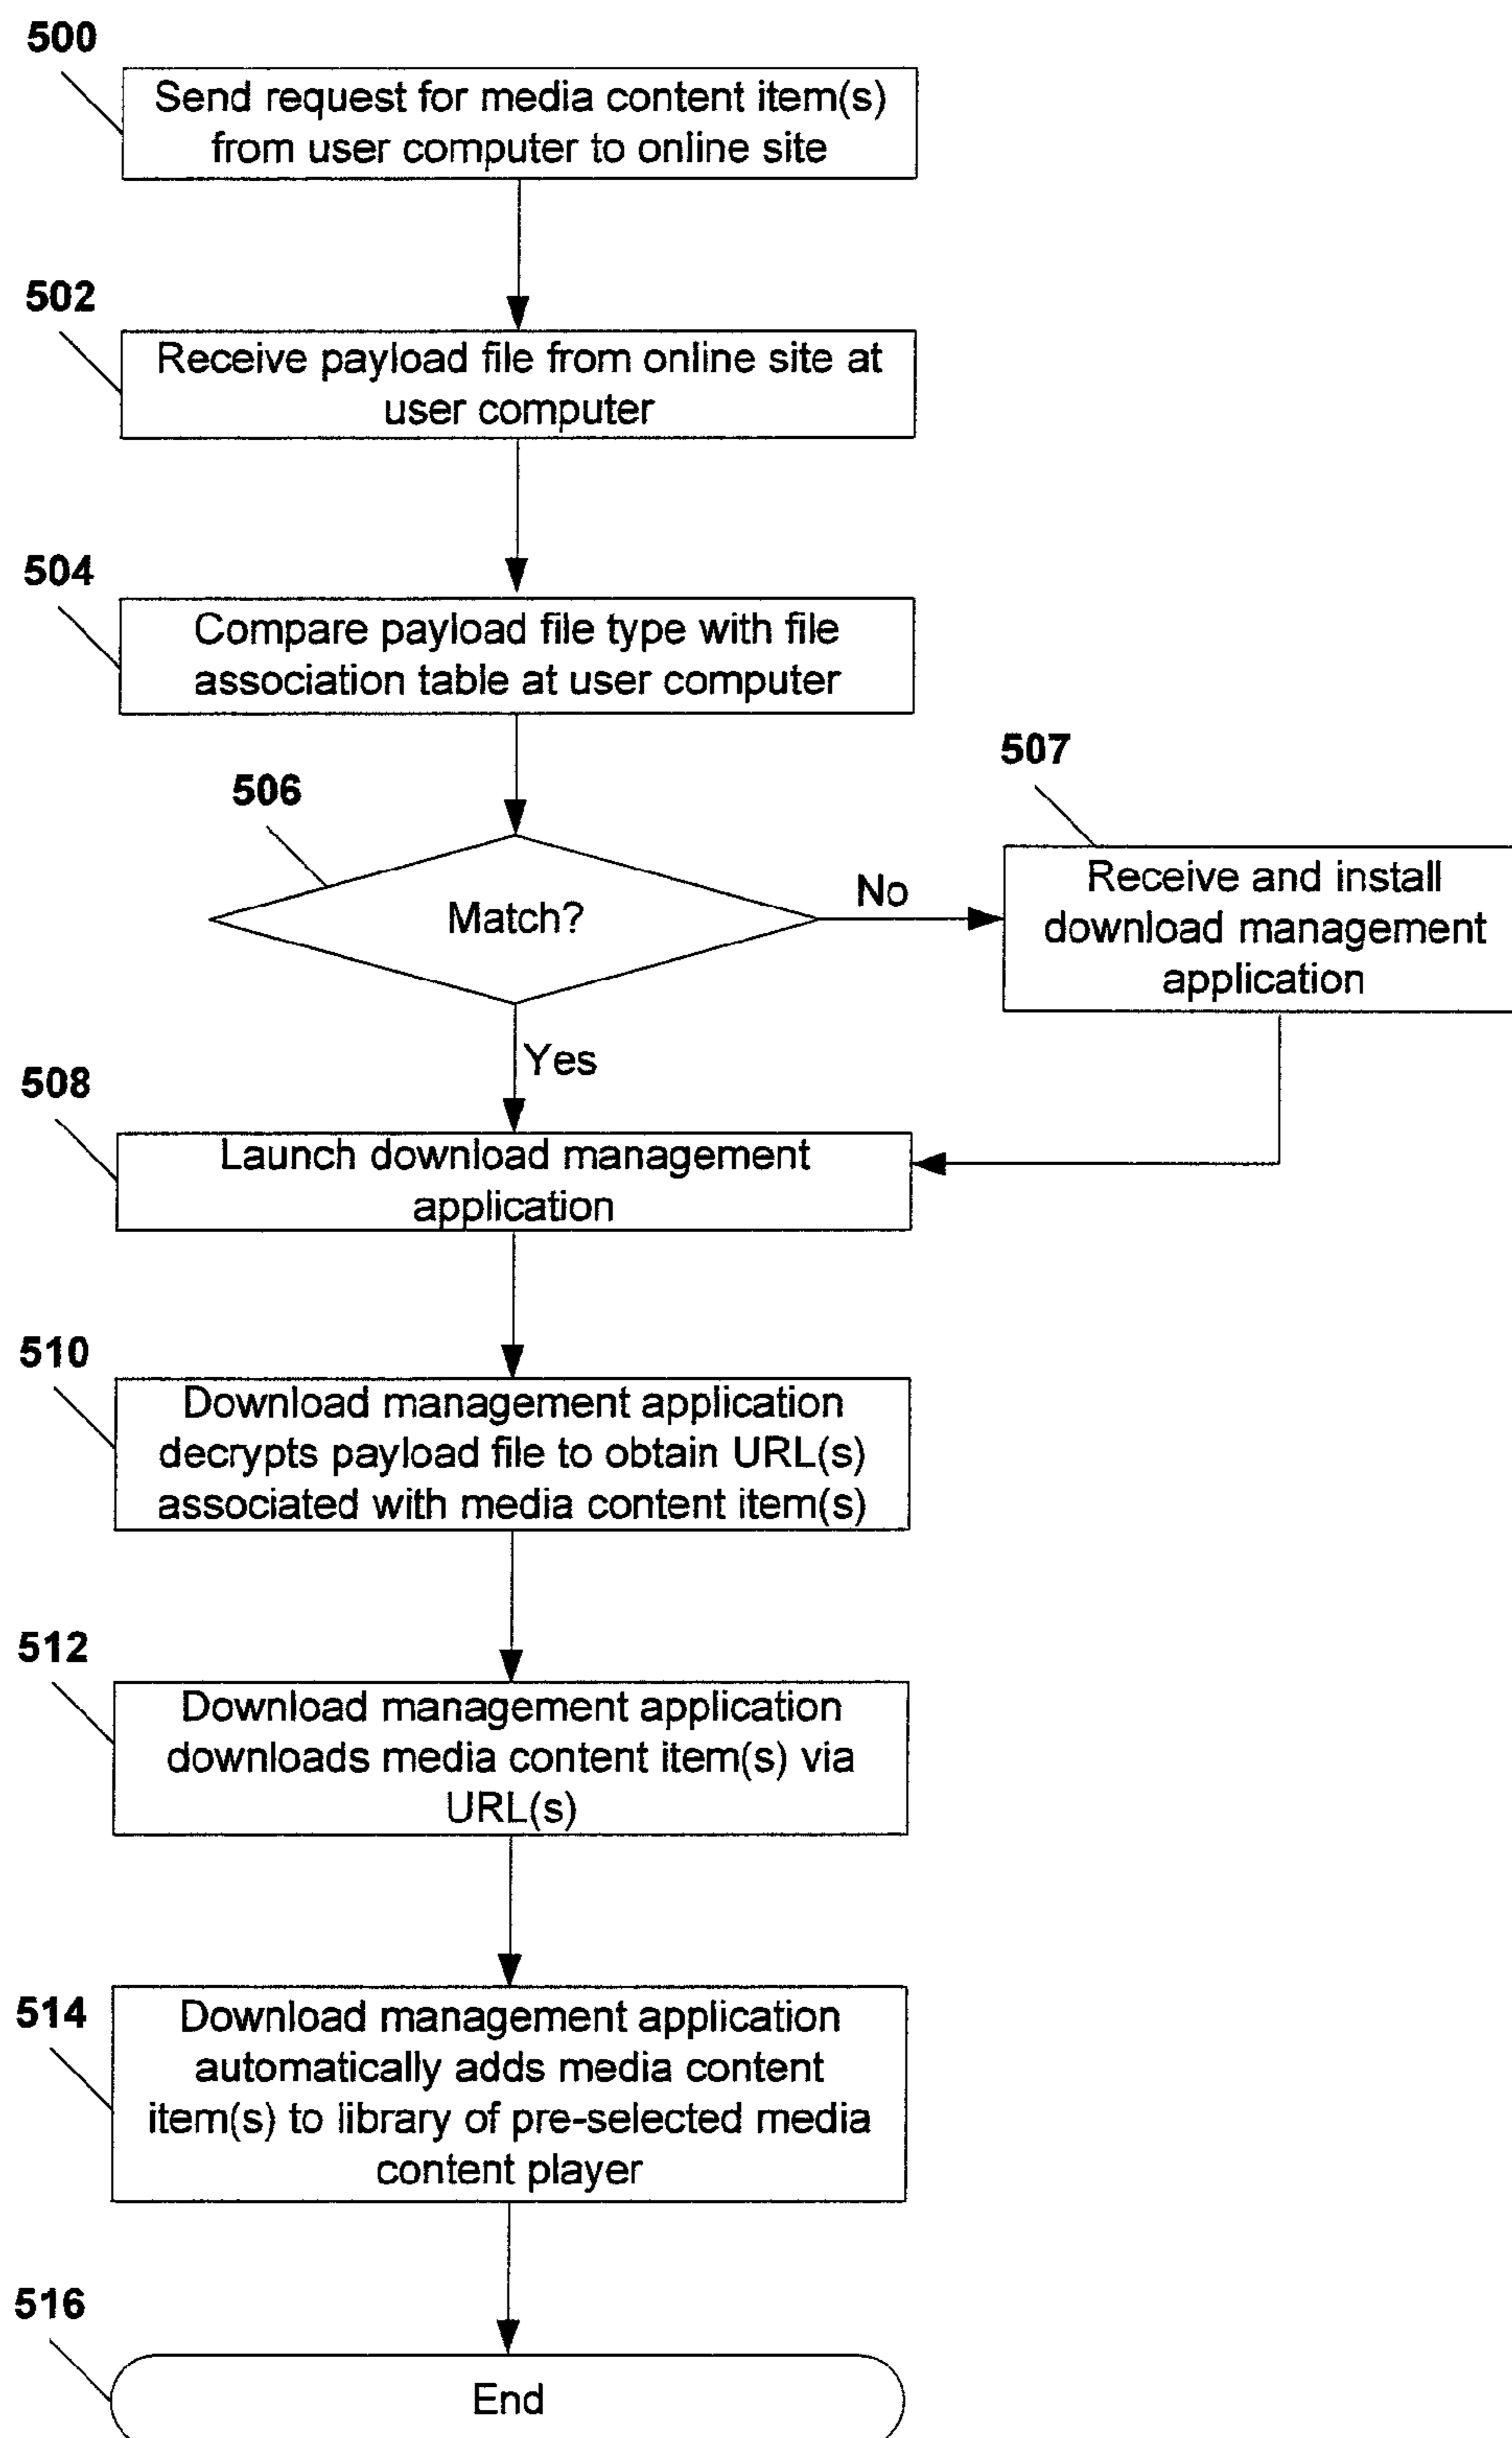 500
Send request for media content item(s)
from user computer to online site
502
Receive payload file from online site at
user computer
504
Compare payload file type with file
association table at user computer
506
Match?
No
507
Receive and install
download management
application
Yes
508
Launch download management
application
510
Download management application
decrypts payload file to obtain URL(s)
associated with media content item(s)
512
Download management application
downloads media content item(s) via
URL(s)
514
Download management application
automatically adds media content
item(s) to library of pre-selected media
content player
516
End